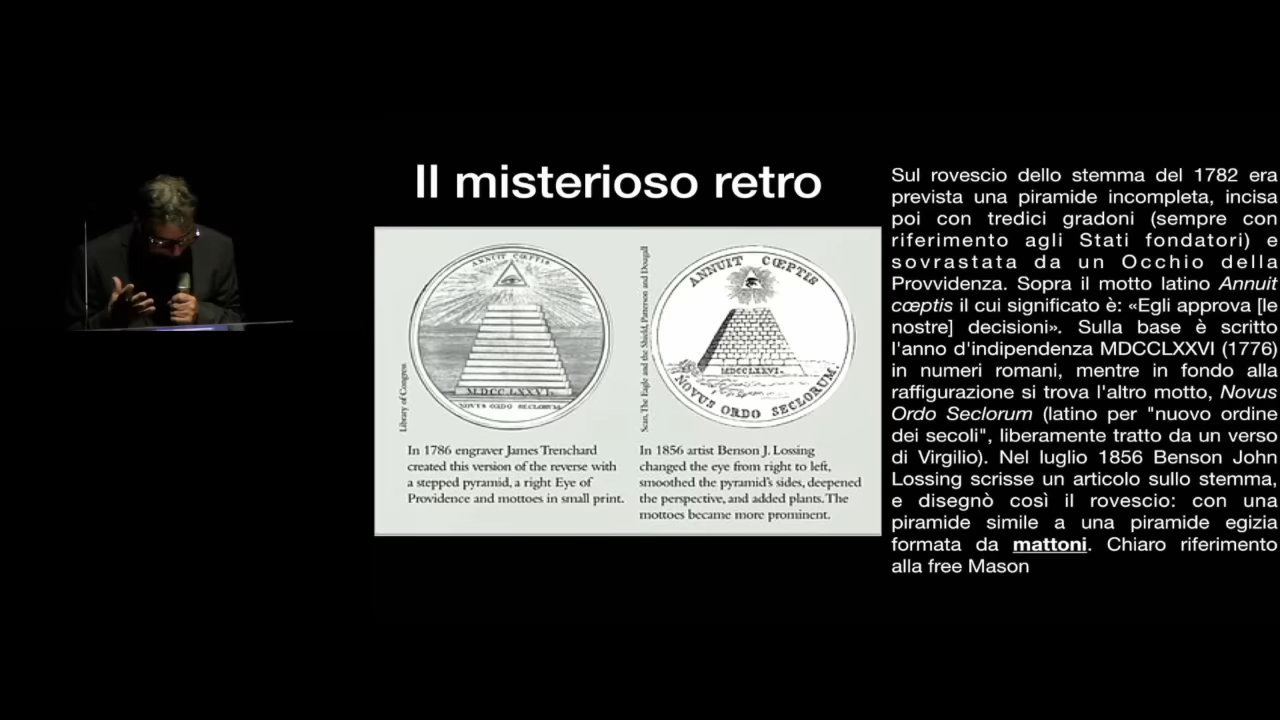 Il misterioso retro
ANNUIT CŒPTIS
MDCCLXXVI.
NOVUS ORDO SECLORUM.
Library of Congress
In 1786 engraver James Trenchard
created this version of the reverse with
a stepped pyramid, a right Eye of
Providence and mottoes in small print.
ANNUIT CŒPTIS
MDCCLXXVI.
NOVUS ORDO SECLORUM.
Scan, The Eagle and the Shield, Patterson and Dougall
In 1856 artist Benson J. Lossing
changed the eye from right to left,
smoothed the pyramid's sides, deepened
the perspective, and added plants. The
mottoes became more prominent.
Sul rovescio dello stemma del 1782 era
prevista una piramide incompleta, incisa
poi con tredici gradoni (sempre con
riferimento agli Stati fondatori) e
sovrastata da un Occhio della
Provvidenza. Sopra il motto latino Annuit
cœptis il cui significato è: «Egli approva [le
nostre] decisioni». Sulla base è scritto
l'anno d'indipendenza MDCCLXXVI (1776)
in numeri romani, mentre in fondo alla
raffigurazione si trova l'altro motto, Novus
Ordo Seclorum (latino per "nuovo ordine
dei secoli", liberamente tratto da un verso
di Virgilio). Nel luglio 1856 Benson John
Lossing scrisse un articolo sullo stemma,
e disegnò così il rovescio: con una
piramide simile a una piramide egizia
formata da mattoni. Chiaro riferimento
alla free Mason